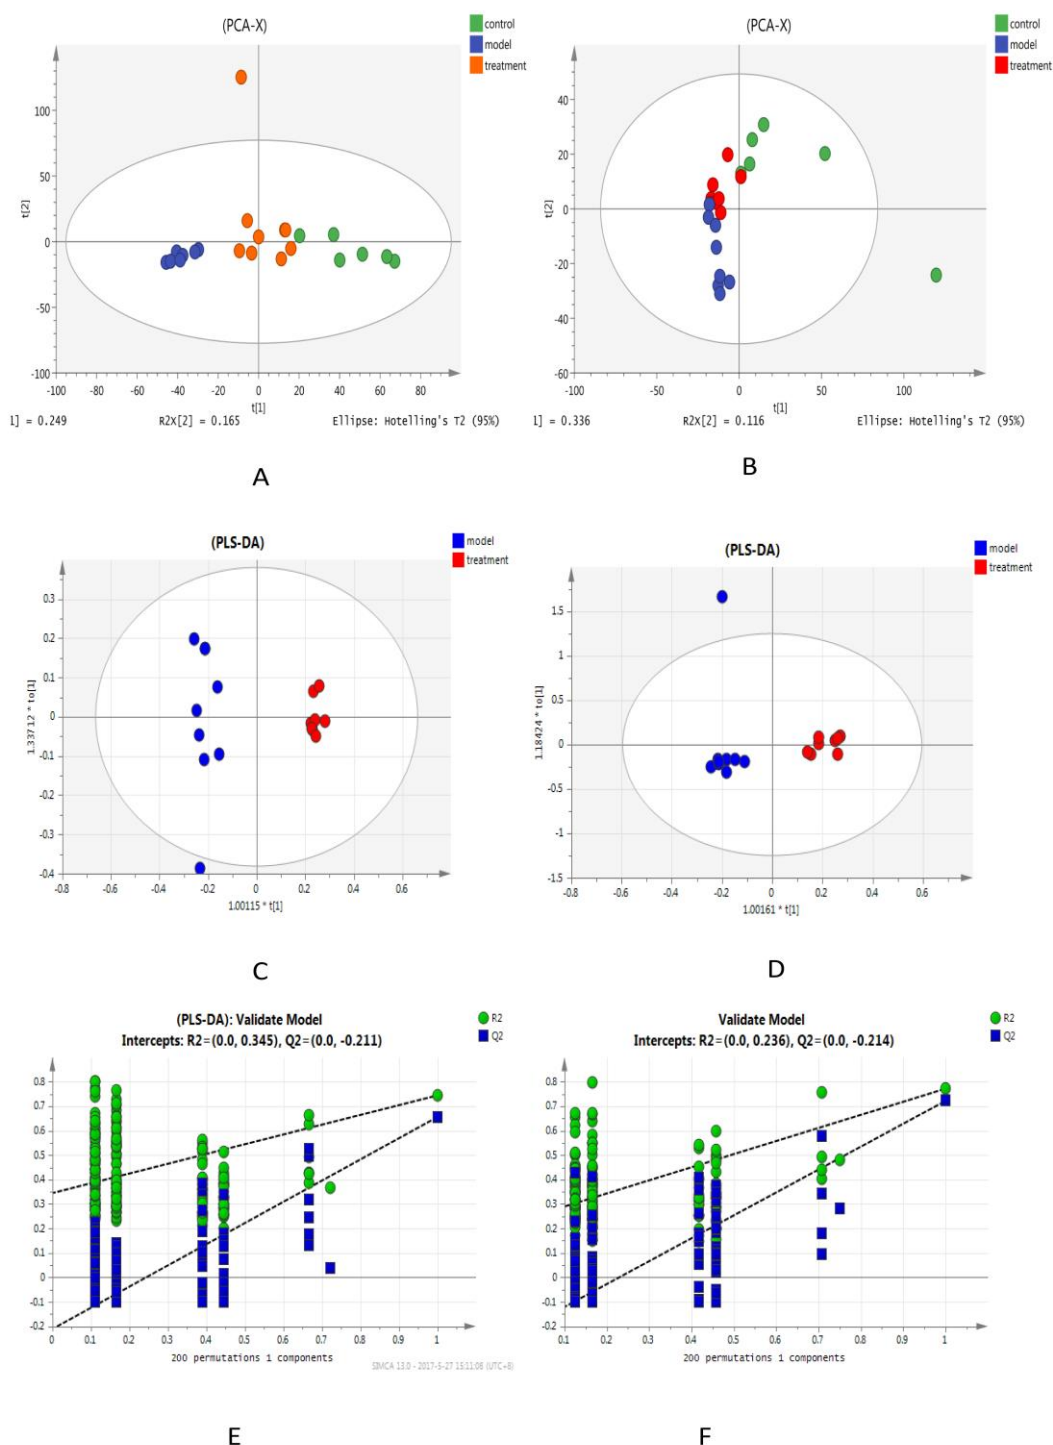 (PCA-X)
control
model
treatment
t[2]
100
50
0
-50
-100
-100 -80 -60 -40 -20 0 20 40 60 80
t[1]
1] = 0.249 R2X[2] = 0.165 Ellipse: Hotelling's T2 (95%)
A
(PCA-X)
control
model
treatment
t[2]
40
20
0
-20
-40
-60
-50 0 50 100
t[1]
1] = 0.336 R2X[2] = 0.116 Ellipse: Hotelling's T2 (95%)
B
(PLS-DA)
model
treatment
1.33712 * to[1]
0.3
0.2
0.1
0
-0.1
-0.2
-0.3
-0.4
-0.8 -0.6 -0.4 -0.2 0 0.2 0.4 0.6
1.00115 * t[1]
C
(PLS-DA)
model
treatment
1.18424 * to[1]
1.5
1
0.5
0
-0.5
-1
-1.5
-0.8 -0.6 -0.4 -0.2 0 0.2 0.4 0.6
1.00161 * t[1]
D
(PLS-DA): Validate Model
Intercepts: R2=(0.0, 0.345), Q2=(0.0, -0.211)
R2
Q2
0.8
0.7
0.6
0.5
0.4
0.3
0.2
0.1
0
-0.1
-0.2
0 0.1 0.2 0.3 0.4 0.5 0.6 0.7 0.8 0.9 1
200 permutations 1 components
SIMCA 13.0 - 2017-5-27 15:11:06 (UTC+8)
E
Validate Model
Intercepts: R2=(0.0, 0.236), Q2=(0.0, -0.214)
R2
Q2
0.8
0.7
0.6
0.5
0.4
0.3
0.2
0.1
0
-0.1
-0.2
0.1 0.2 0.3 0.4 0.5 0.6 0.7 0.8 0.9 1
200 permutations 1 components
F